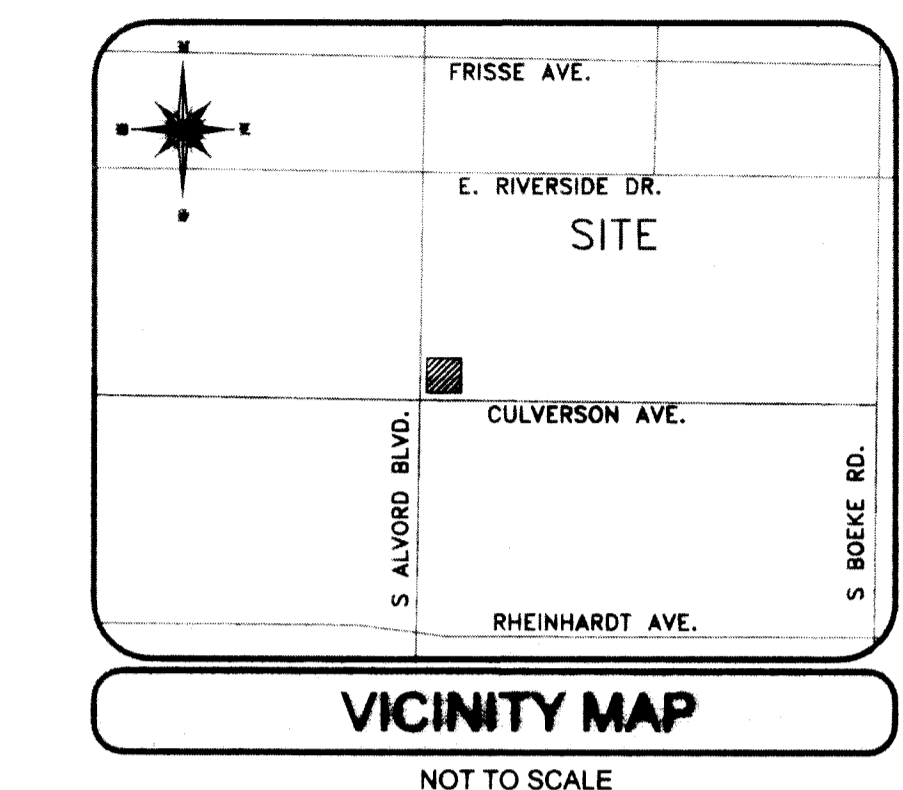 N
E
FRISSE AVE.
E. RIVERSIDE DR.
SITE
CULVERSON AVE.
S ALVORD BLVD.
S BOEKE RD.
RHEINHARDT AVE.
VICINITY MAP
NOT TO SCALE